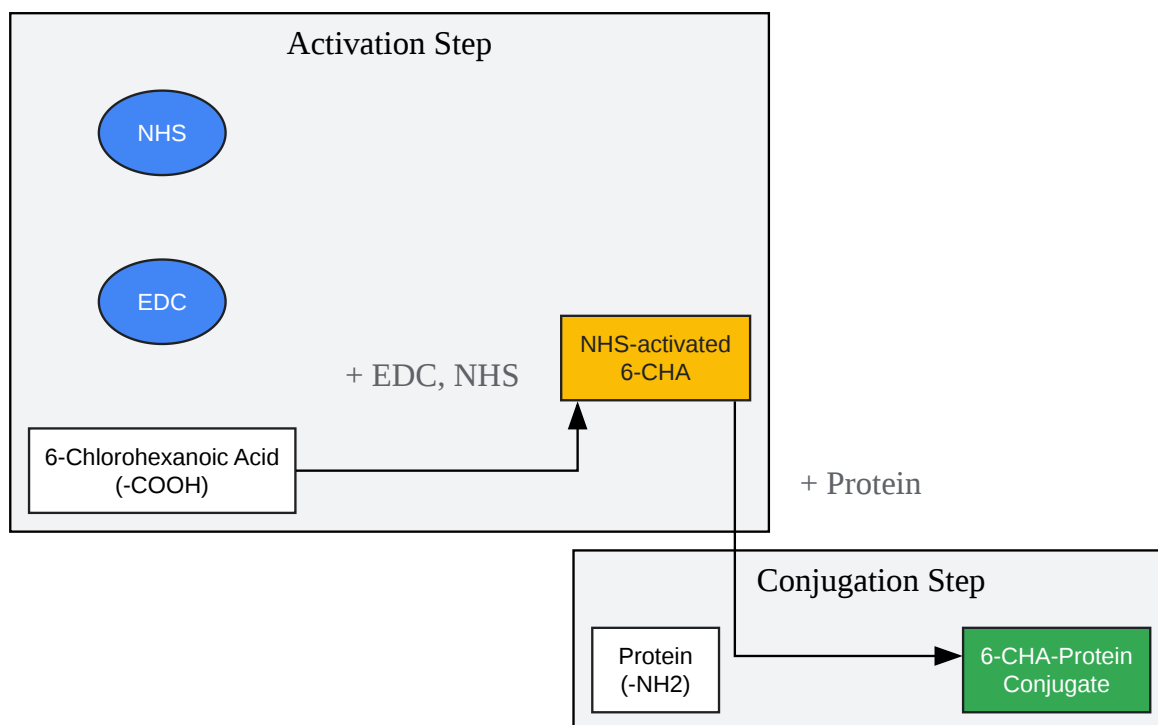 Activation Step
NHS
EDC
NHS-activated
6-CHA
+ EDC, NHS
6-Chlorohexanoic Acid
(-COOH)
+ Protein
Conjugation Step
Protein
(-NH2)
6-CHA-Protein
Conjugate